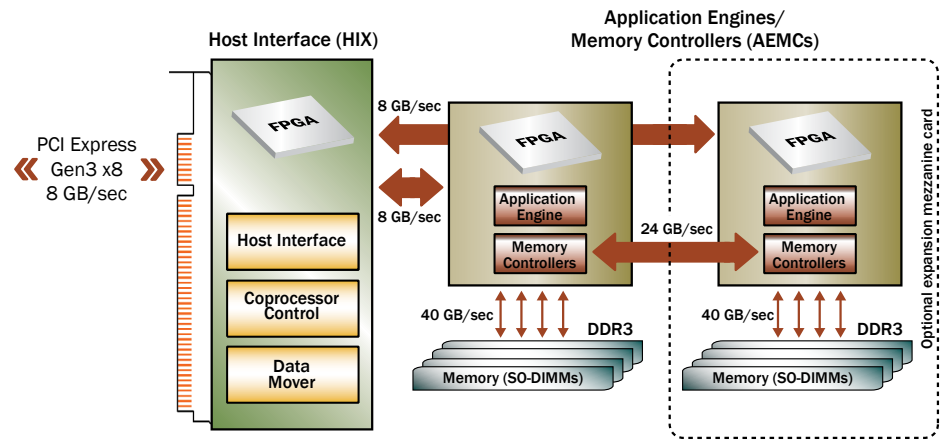 Application Engines/
Memory Controllers (AEMCs)
Host Interface (HIX)
PCI Express
Gen3 x8
8 GB/sec
FPGA
Host Interface
Coprocessor
Control
Data
Mover
8 GB/sec
8 GB/sec
FPGA
Application
Engine
Memory
Controllers
24 GB/sec
40 GB/sec
DDR3
Memory (SO-DIMMs)
FPGA
Application
Engine
Memory
Controllers
40 GB/sec
DDR3
Memory (SO-DIMMs)
Optional expansion mezzanine card